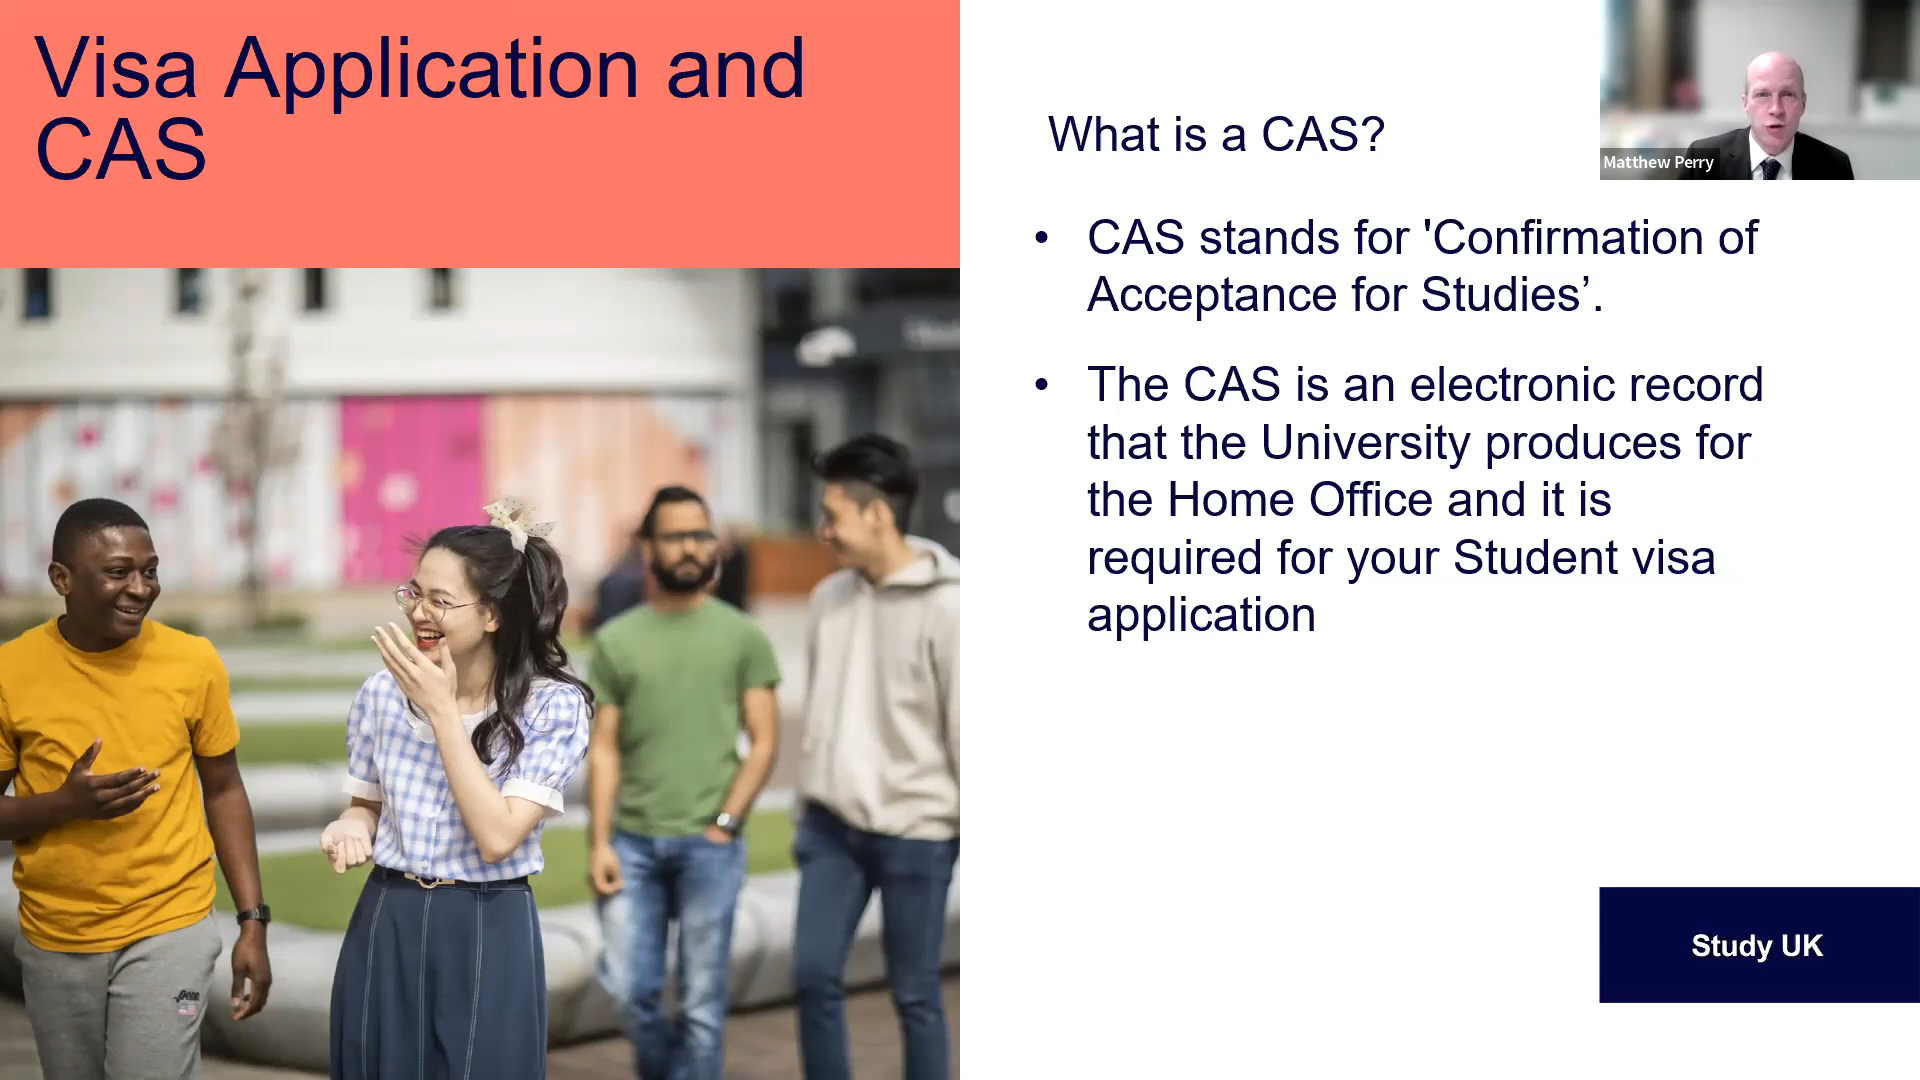 Visa Application and
CAS
What is a CAS?
Matthew Perry
• CAS stands for 'Confirmation of
Acceptance for Studies’.
• The CAS is an electronic record
that the University produces for
the Home Office and it is
required for your Student visa
application
Study UK